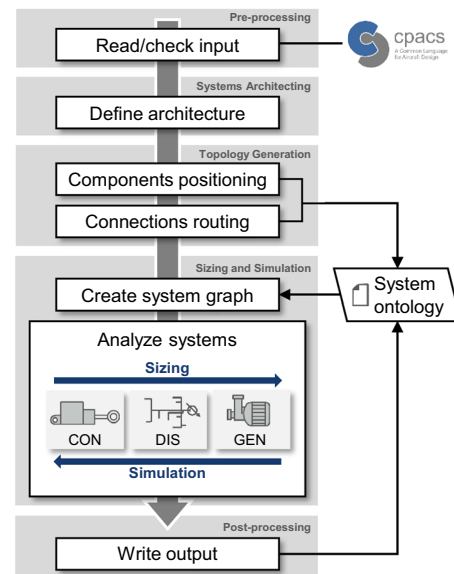 Pre-processing
Read/check input
cpacs
A Common Language
for Aircraft Design
Systems Architecting
Define architecture
Topology Generation
Components positioning
Connections routing
Sizing and Simulation
Create system graph
System
ontology
Analyze systems
Sizing
CON
DIS
GEN
Simulation
Post-processing
Write output